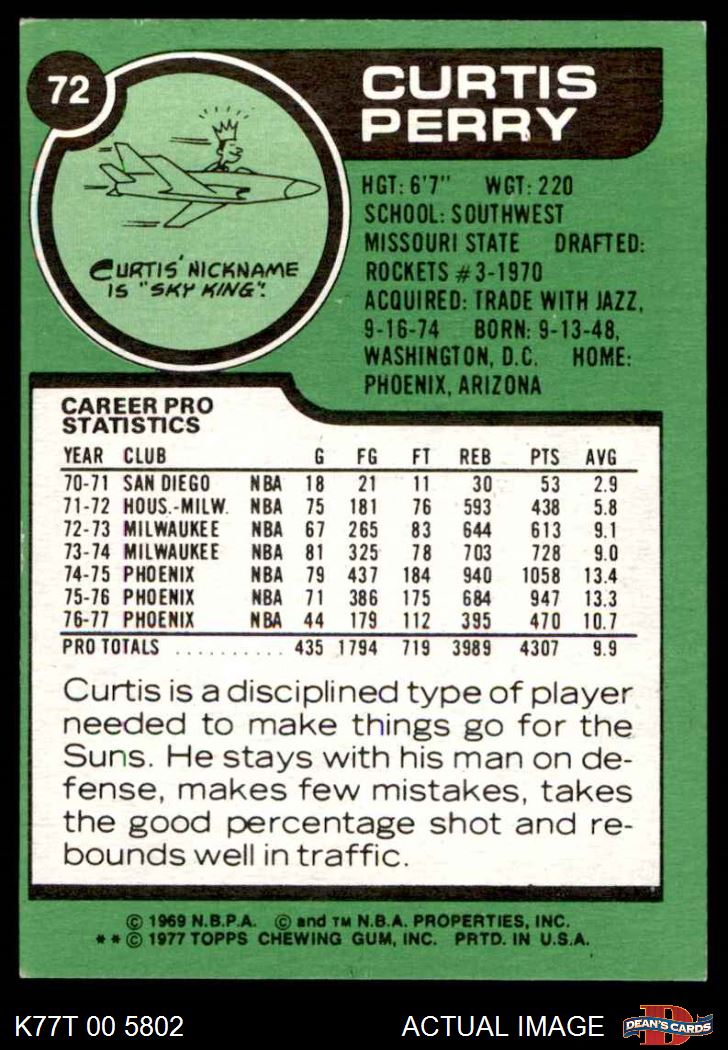 72
CURTIS
PERRY
CURTIS' NICKNAME
IS "SKY KING".
HGT: 6'7" WGT: 220
SCHOOL: SOUTHWEST
MISSOURI STATE DRAFTED:
ROCKETS #3-1970
ACQUIRED: TRADE WITH JAZZ,
9-16-74 BORN: 9-13-48,
WASHINGTON, D.C. HOME:
PHOENIX, ARIZONA
CAREER PRO
STATISTICS
YEAR CLUB G FG FT REB PTS AVG
70-71 SAN DIEGO NBA 18 21 11 30 53 2.9
71-72 HOUS.-MILW. NBA 75 181 76 593 438 5.8
72-73 MILWAUKEE NBA 67 265 83 644 613 9.1
73-74 MILWAUKEE NBA 81 325 78 703 728 9.0
74-75 PHOENIX NBA 79 437 184 940 1058 13.4
75-76 PHOENIX NBA 71 386 175 684 947 13.3
76-77 PHOENIX NBA 44 179 112 395 470 10.7
PRO TOTALS .......... 435 1794 719 3989 4307 9.9
Curtis is a disciplined type of player
needed to make things go for the
Suns. He stays with his man on de-
fense, makes few mistakes, takes
the good percentage shot and re-
bounds well in traffic.
© 1969 N.B.P.A. © and TM N.B.A. PROPERTIES, INC.
**© 1977 TOPPS CHEWING GUM, INC. PRTD. IN U.S.A.
K77T 00 5802 ACTUAL IMAGE D DEAN'S CARDS